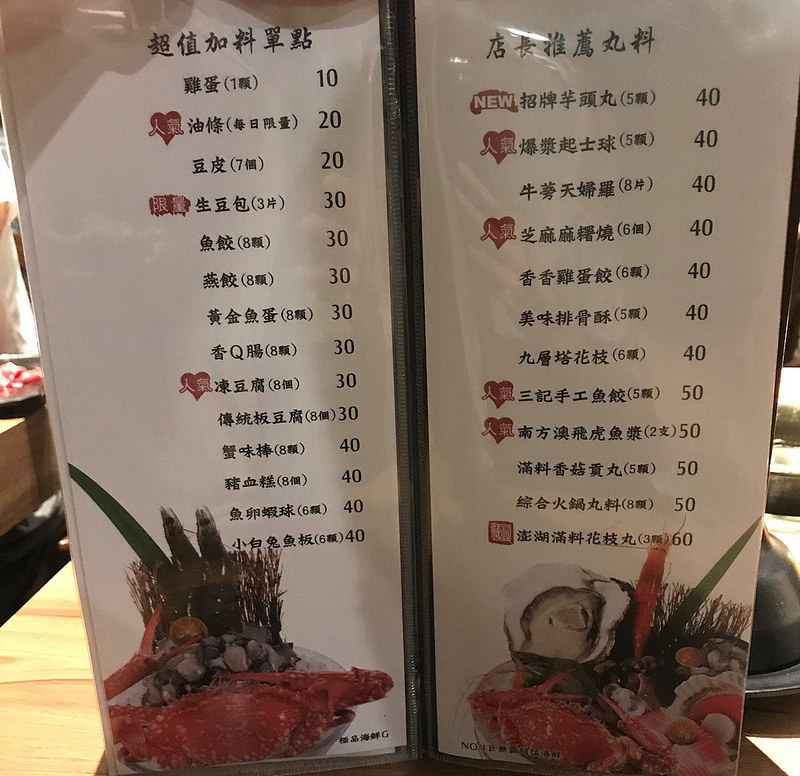 超值加料單點
雞蛋(1顆) 10
人氣 油條(每日限量) 20
豆皮(7個) 20
限量 生豆包(3片) 30
魚餃(8顆) 30
燕餃(8顆) 30
黃金魚蛋(8顆) 30
香Q腸(8顆) 30
人氣 凍豆腐(8個) 30
傳統板豆腐(8個) 30
蟹味棒(8顆) 40
豬血糕(8個) 40
魚卵蝦球(6顆) 40
小白兔魚板(6顆) 40
極品海鮮G
店長推薦丸料
NEW 招牌芋頭丸(5顆) 40
人氣 爆漿起士球(5顆) 40
牛蒡天婦羅(8片) 40
人氣 芝麻麻糬燒(6個) 40
香香雞蛋餃(6顆) 40
美味排骨酥(5顆) 40
九層塔花枝(6顆) 40
人氣 三記手工魚餃(5顆) 50
人氣 南方澳飛虎魚漿(2支) 50
滿料香菇貢丸(5顆) 50
綜合火鍋丸料(8顆) 50
澎湖滿料花枝丸(3顆) 60
NO.1 海鮮